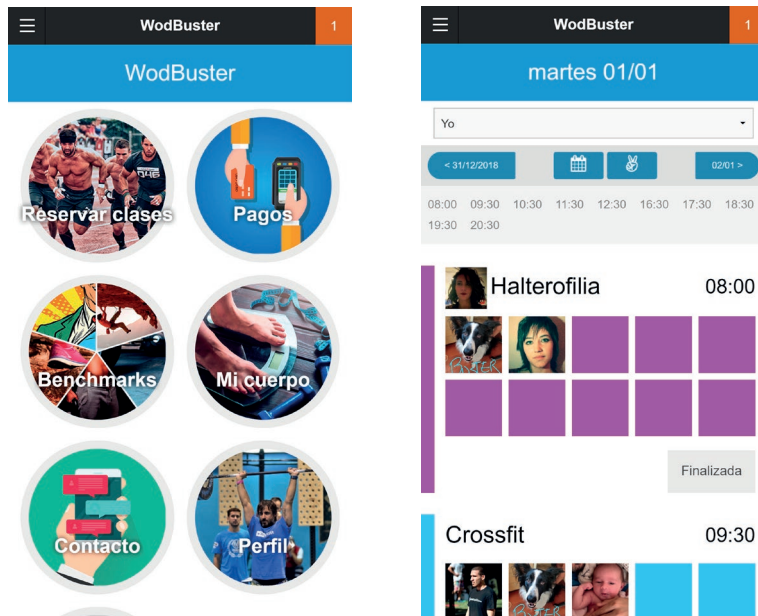 WodBuster
1
WodBuster
Reservar clases
Pagos
Benchmarks
Mi cuerpo
Contacto
Perfil
WodBuster
1
martes 01/01
Yo
< 31/12/2018
02/01 >
08:00 09:30 10:30 11:30 12:30 16:30 17:30 18:30
19:30 20:30
Halterofilia 08:00
Finalizada
Crossfit 09:30